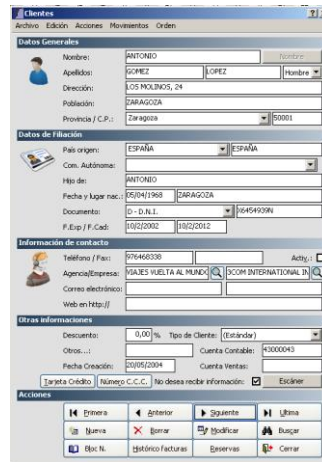 Clientes
Archivo Edición Acciones Movimientos Orden
Datos Generales
Nombre: ANTONIO Nombre
Apellidos: GOMEZ LOPEZ Hombre
Dirección: LOS MOLINOS, 24
Población: ZARAGOZA
Provincia / C.P.: Zaragoza 50001
Datos de Filiación
País origen: ESPAÑA ESPAÑA
Com. Autónoma:
Hijo de: ANTONIO
Fecha y lugar nac.: 05/04/1968 ZARAGOZA
Documento: D - D.N.I. X6454939N
F.Exp / F.Cad: 10/2/2002 10/2/2012
Información de contacto
Teléfono / Fax: 976468338 Activ.:
Agencia/Empresa: VIAJES VUELTA AL MUNDO 3COM INTERNATIONAL IN
Correo electrónico:
Web en http://
Otras informaciones
Descuento: 0,00 % Tipo de Cliente: (Estándar)
Otros...: Cuenta Contable: 43000043
Fecha Creación: 20/05/2004 Cuenta Ventas:
Tarjeta Crédito Número C.C.C. No desea recibir información: Escáner
Acciones
Primera Anterior Siguiente Última
Nueva Borrar Modificar Buscar
Bloc N. Histórico facturas Reservas Cerrar